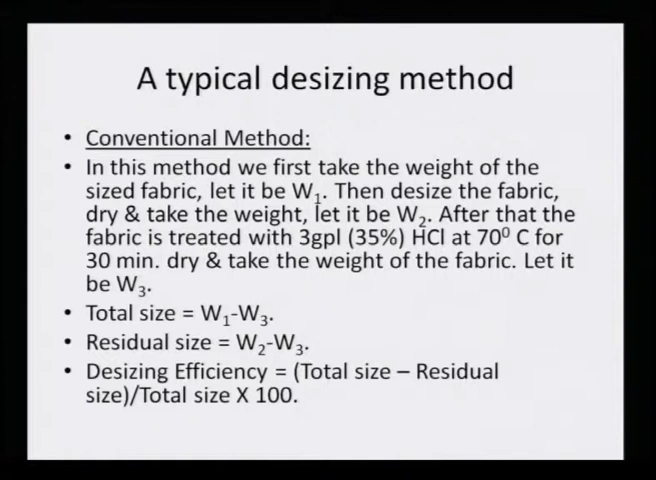 A typical desizing method
• Conventional Method:
• In this method we first take the weight of the
sized fabric, let it be W₁. Then desize the fabric,
dry & take the weight, let it be W₂. After that the
fabric is treated with 3gpl (35%) HCl at 70⁰ C for
30 min. dry & take the weight of the fabric. Let it
be W₃.
• Total size = W₁-W₃.
• Residual size = W₂-W₃.
• Desizing Efficiency = (Total size – Residual
size)/Total size X 100.